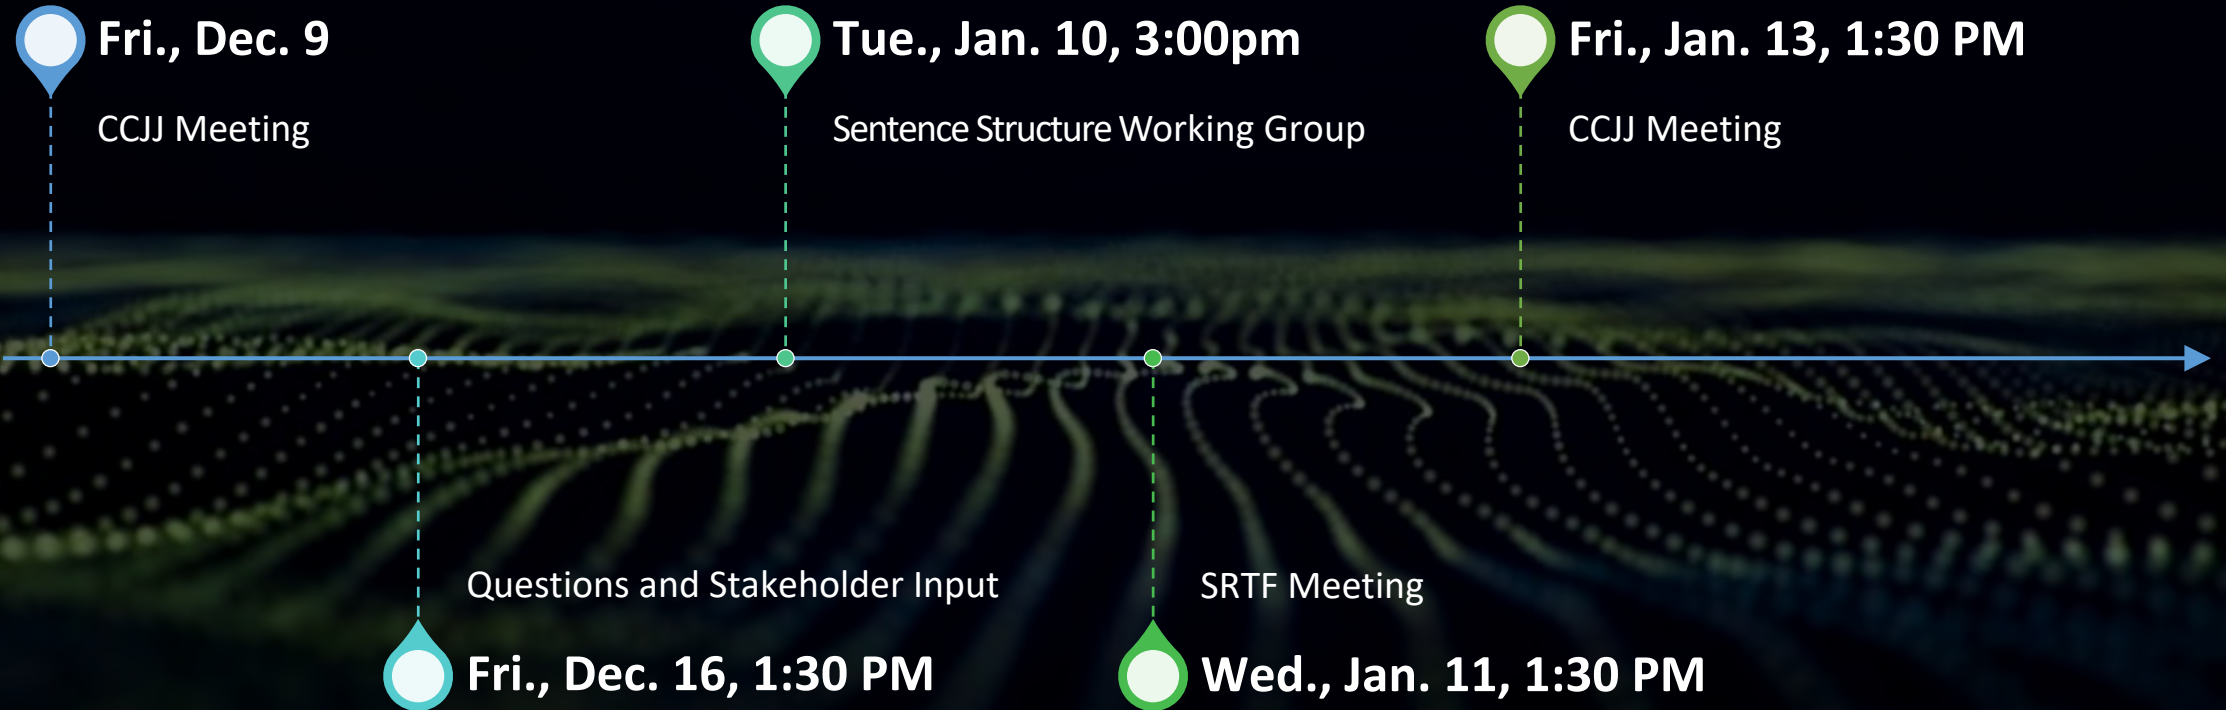 Fri., Dec. 9
CCJJ Meeting
Tue., Jan. 10, 3:00pm
Sentence Structure Working Group
Fri., Jan. 13, 1:30 PM
CCJJ Meeting
Questions and Stakeholder Input
Fri., Dec. 16, 1:30 PM
SRTF Meeting
Wed., Jan. 11, 1:30 PM